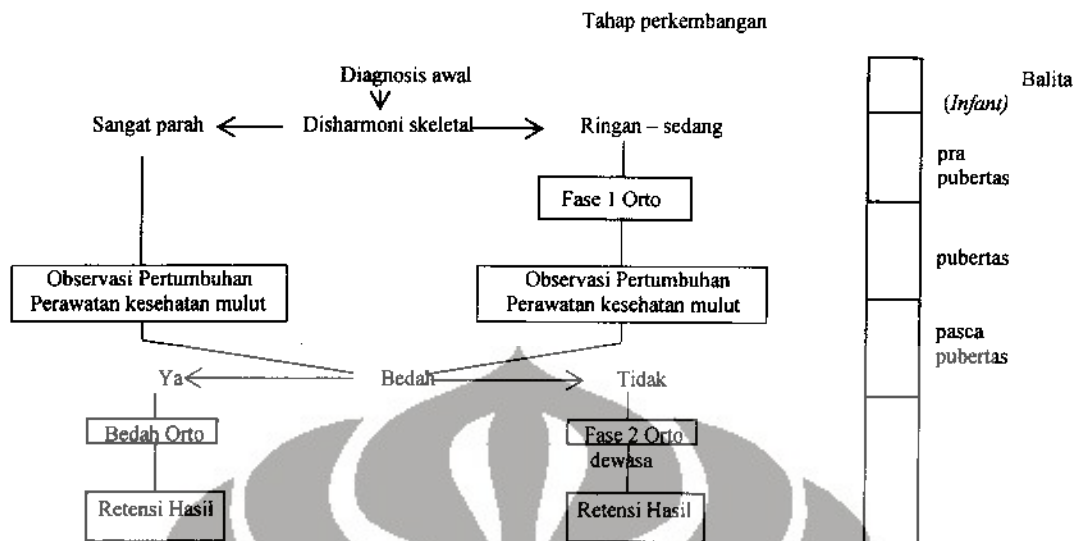 Tahap perkembangan
Diagnosis awal
Sangat parah
Disharmoni skeletal
Ringan – sedang
Fase 1 Orto
Observasi Pertumbuhan
Perawatan kesehatan mulut
Observasi Pertumbuhan
Perawatan kesehatan mulut
Ya
Bedah
Tidak
Bedah Orto
Fase 2 Orto
dewasa
Retensi Hasil
Retensi Hasil
Balita
(Infant)
pra
pubertas
pubertas
pasca
pubertas